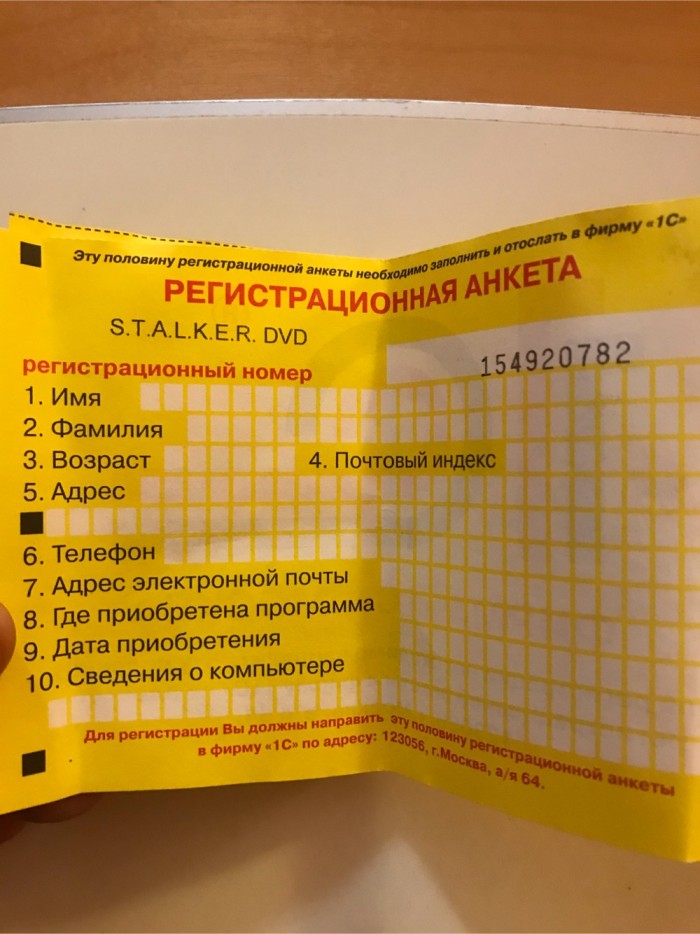 Эту половину регистрационной анкеты необходимо заполнить и отослать в фирму «1С»
РЕГИСТРАЦИОННАЯ АНКЕТА
S.T.A.L.K.E.R. DVD
регистрационный номер 154920782
1. Имя
2. Фамилия
3. Возраст 4. Почтовый индекс
5. Адрес
6. Телефон
7. Адрес электронной почты
8. Где приобретена программа
9. Дата приобретения
10. Сведения о компьютере
Для регистрации Вы должны направить эту половину регистрационной анкеты
в фирму «1С» по адресу: 123056, г.Москва, а/я 64.